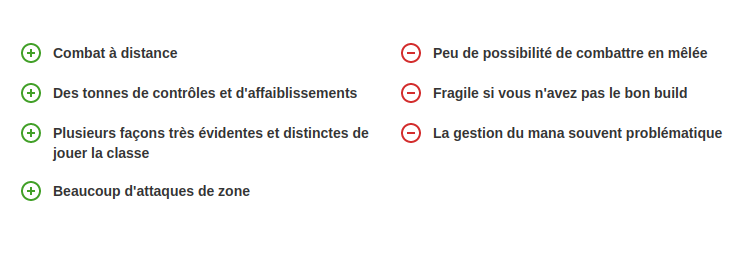 Combat à distance
Des tonnes de contrôles et d'affaiblissements
Plusieurs façons très évidentes et distinctes de
jouer la classe
Beaucoup d'attaques de zone
Peu de possibilité de combattre en mêlée
Fragile si vous n'avez pas le bon build
La gestion du mana souvent problématique